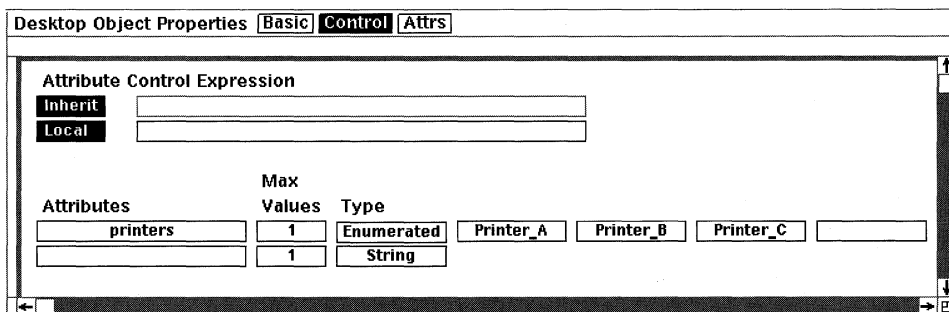 Desktop Object Properties Basic Control Attrs
Attribute Control Expression
Inherit
Local
Max
Attributes Values Type
printers 1 Enumerated Printer_A Printer_B Printer_C
1 String